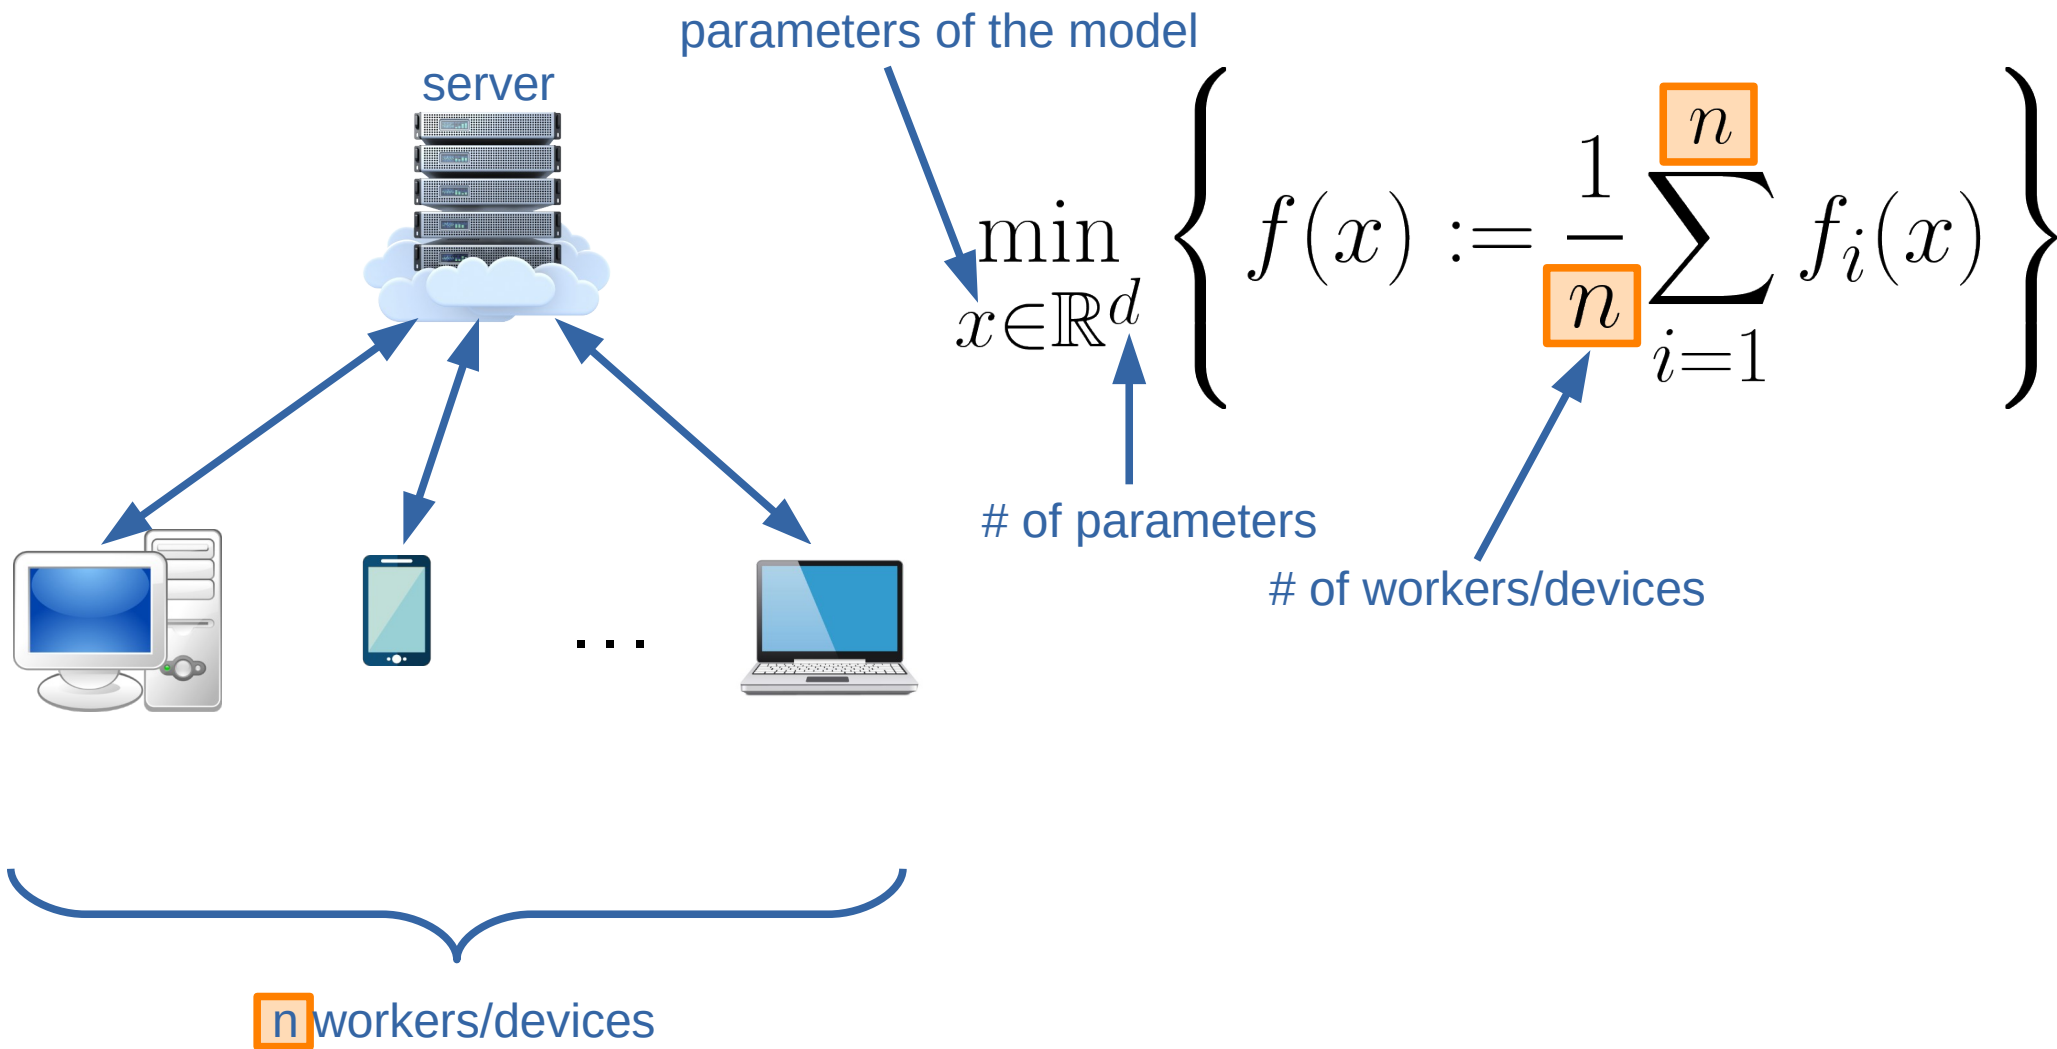 parameters of the model
server
min x∈ℝ^d { f(x) := 1/n ∑_{i=1}^{n} f_i(x) }
# of parameters
# of workers/devices
...
n workers/devices